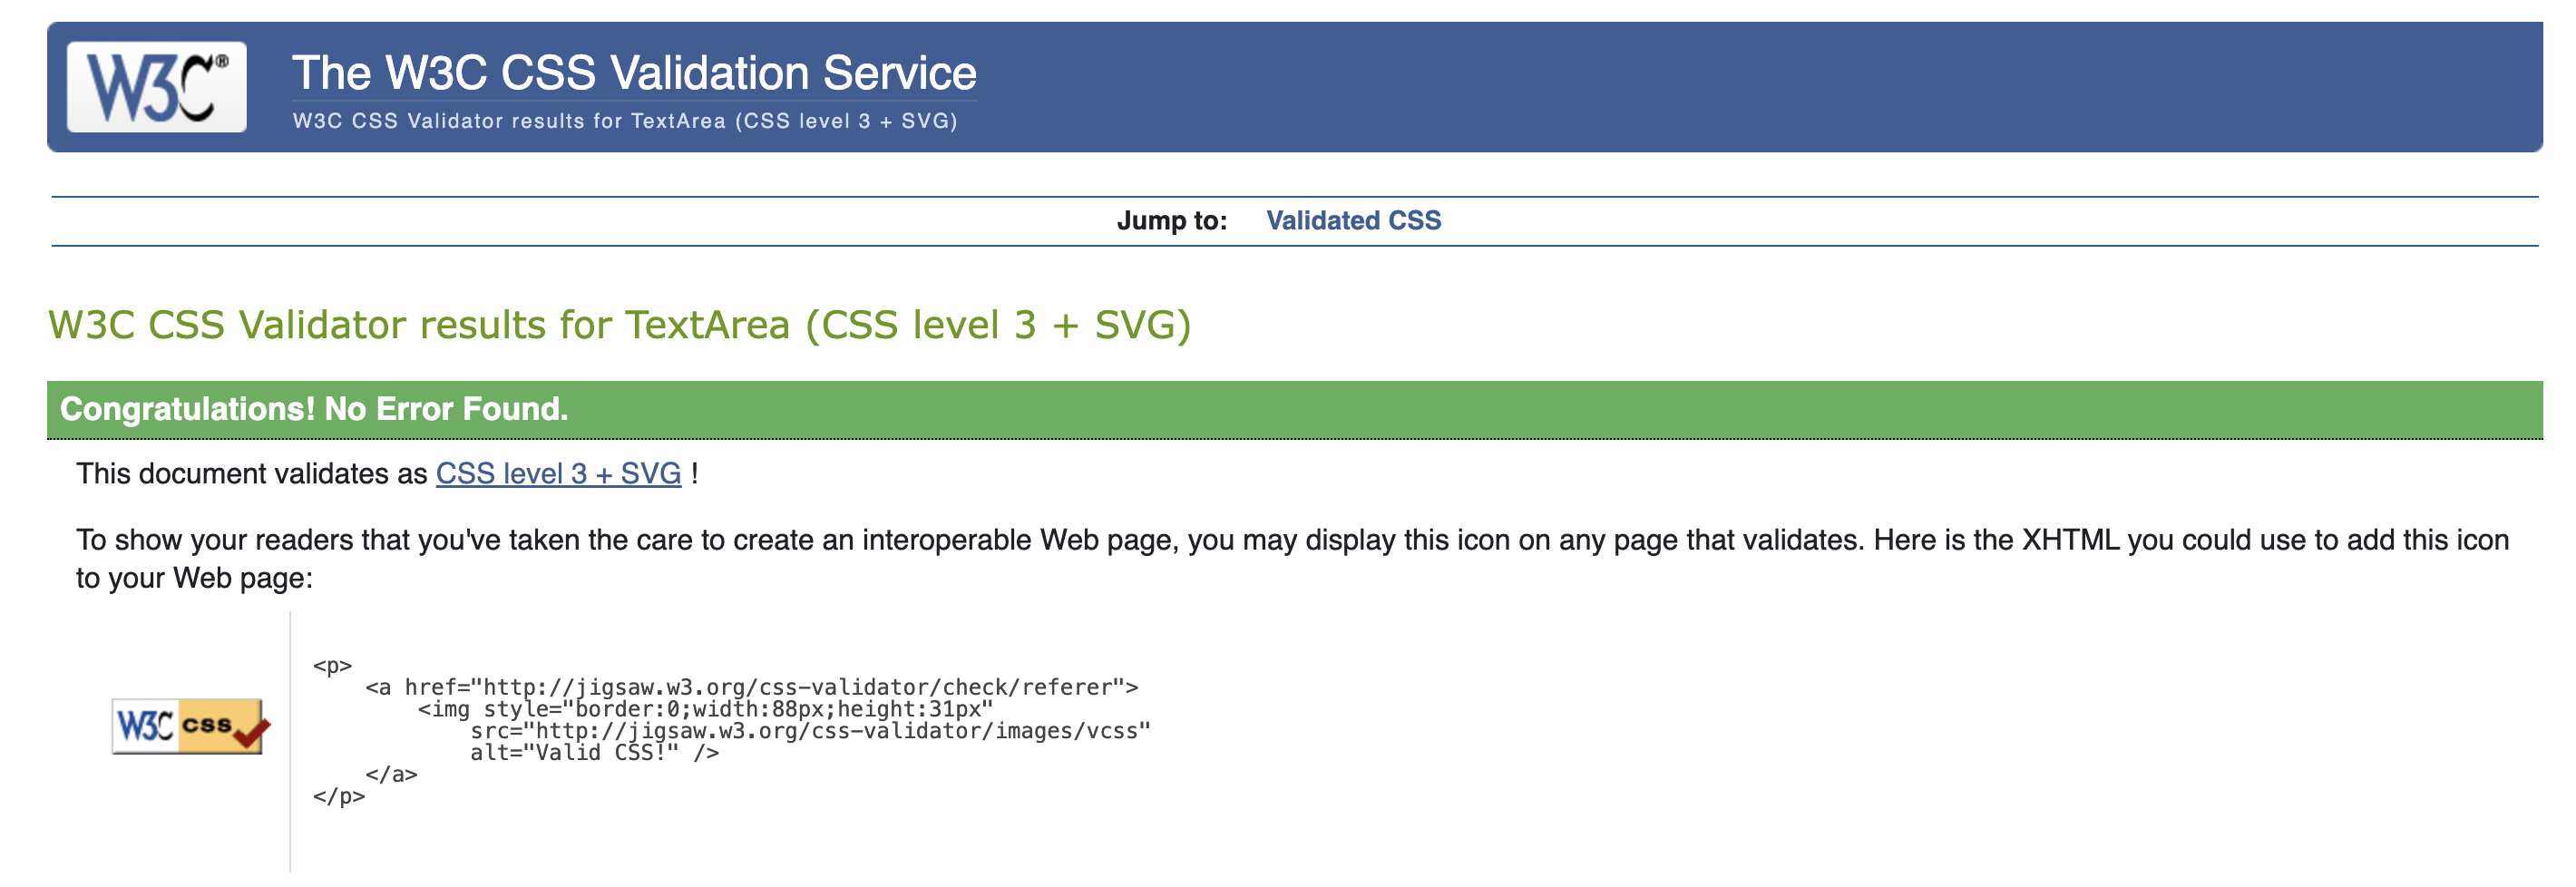 W3C®
The W3C CSS Validation Service
W3C CSS Validator results for TextArea (CSS level 3 + SVG)
Jump to: Validated CSS
W3C CSS Validator results for TextArea (CSS level 3 + SVG)
Congratulations! No Error Found.
This document validates as CSS level 3 + SVG !
To show your readers that you've taken the care to create an interoperable Web page, you may display this icon on any page that validates. Here is the XHTML you could use to add this icon
to your Web page:
W3C css
<p>
    <a href="http://jigsaw.w3.org/css-validator/check/referer">
        <img style="border:0;width:88px;height:31px"
            src="http://jigsaw.w3.org/css-validator/images/vcss"
            alt="Valid CSS!" />
    </a>
</p>